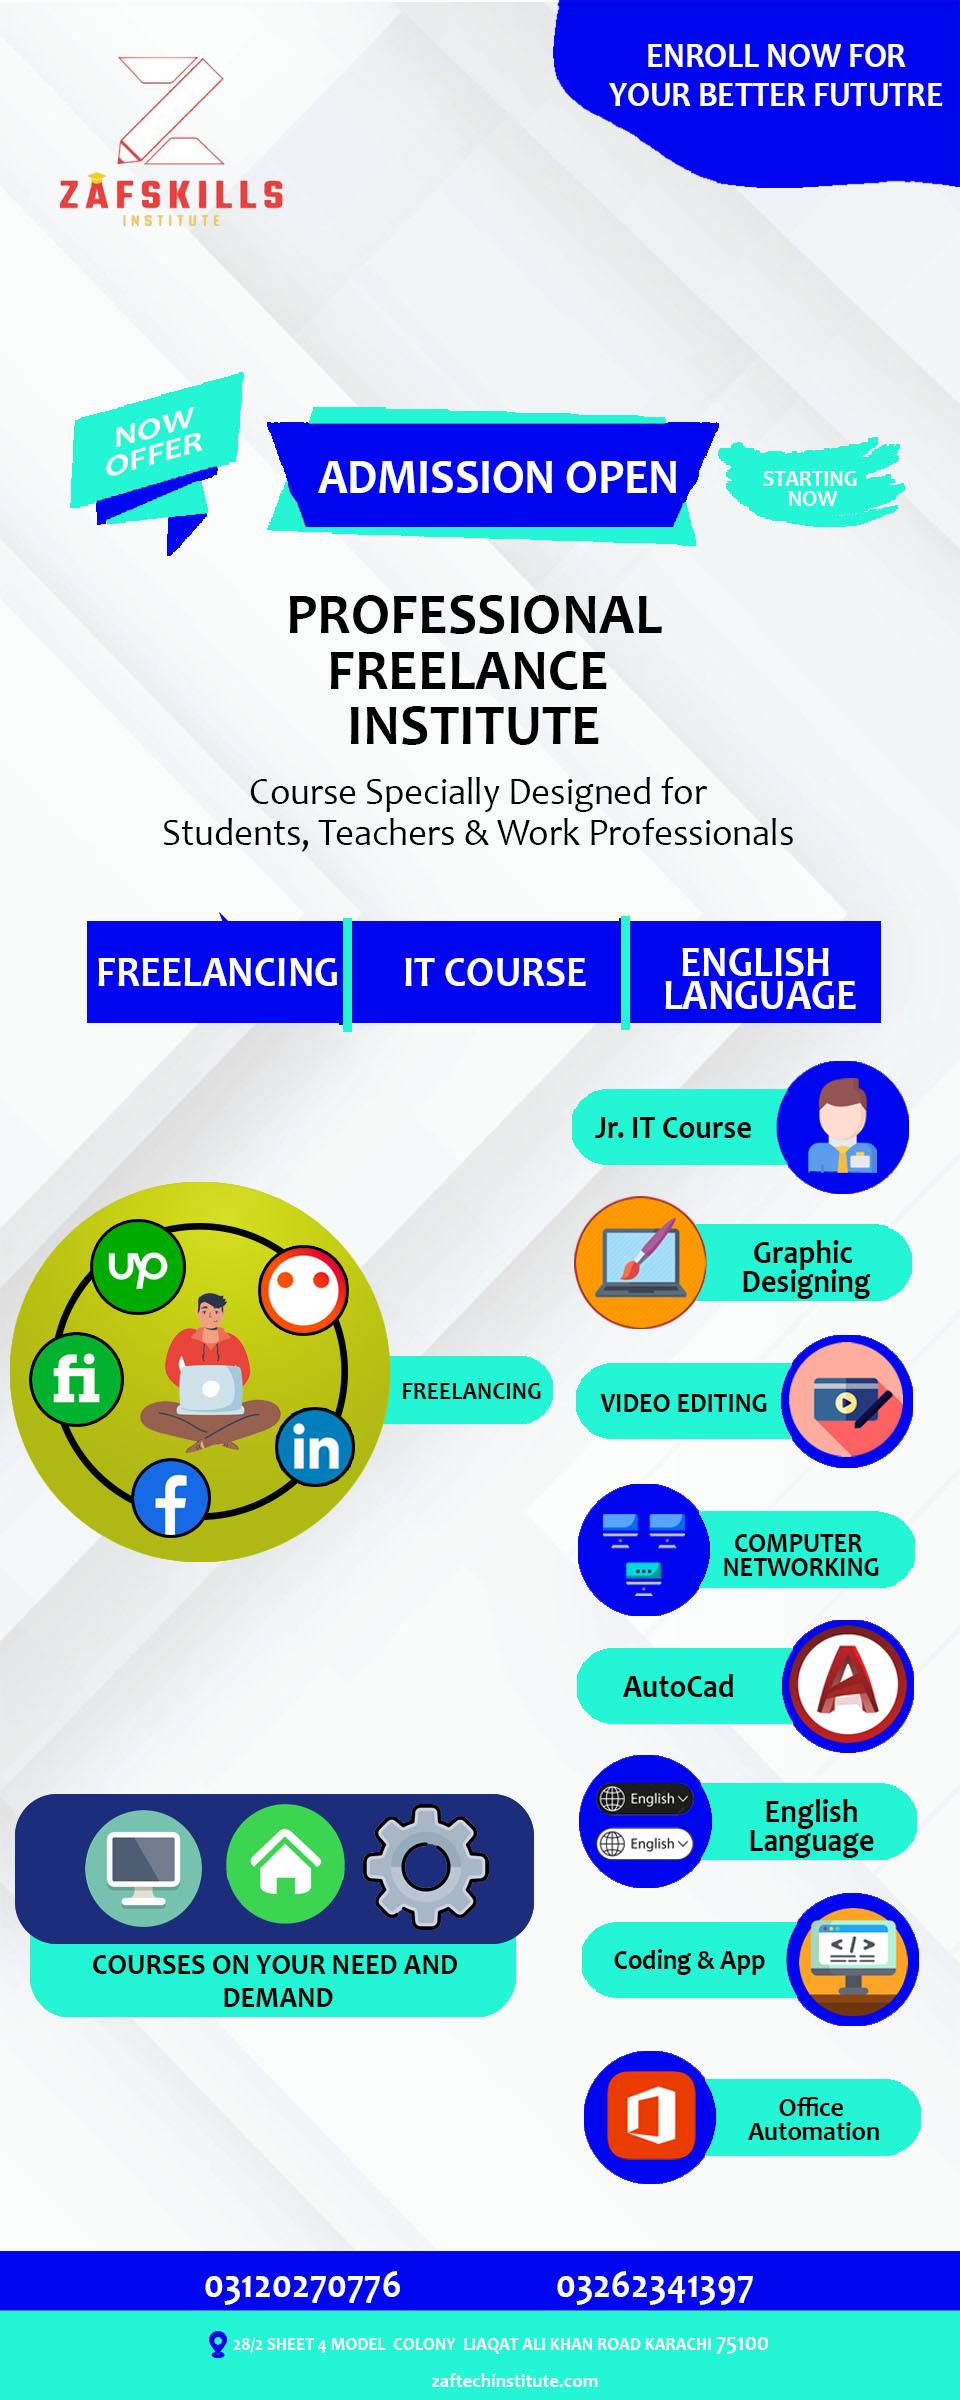 ENROLL NOW FOR
YOUR BETTER FUTUTRE
ZAFSKILLS
INSTITUTE
NOW
OFFER
ADMISSION OPEN
STARTING
NOW
PROFESSIONAL
FREELANCE
INSTITUTE
Course Specially Designed for
Students, Teachers & Work Professionals
FREELANCING
IT COURSE
ENGLISH
LANGUAGE
Jr. IT Course
Graphic
Designing
up
fi
in
f
FREELANCING
VIDEO EDITING
COMPUTER
NETWORKING
AutoCad
A
English
English
English
Language
COURSES ON YOUR NEED AND
DEMAND
Coding & App
</>
Office
Automation
03120270776
03262341397
28/2 SHEET 4 MODEL COLONY LIAQAT ALI KHAN ROAD KARACHI 75100
zaftechinstitute.com